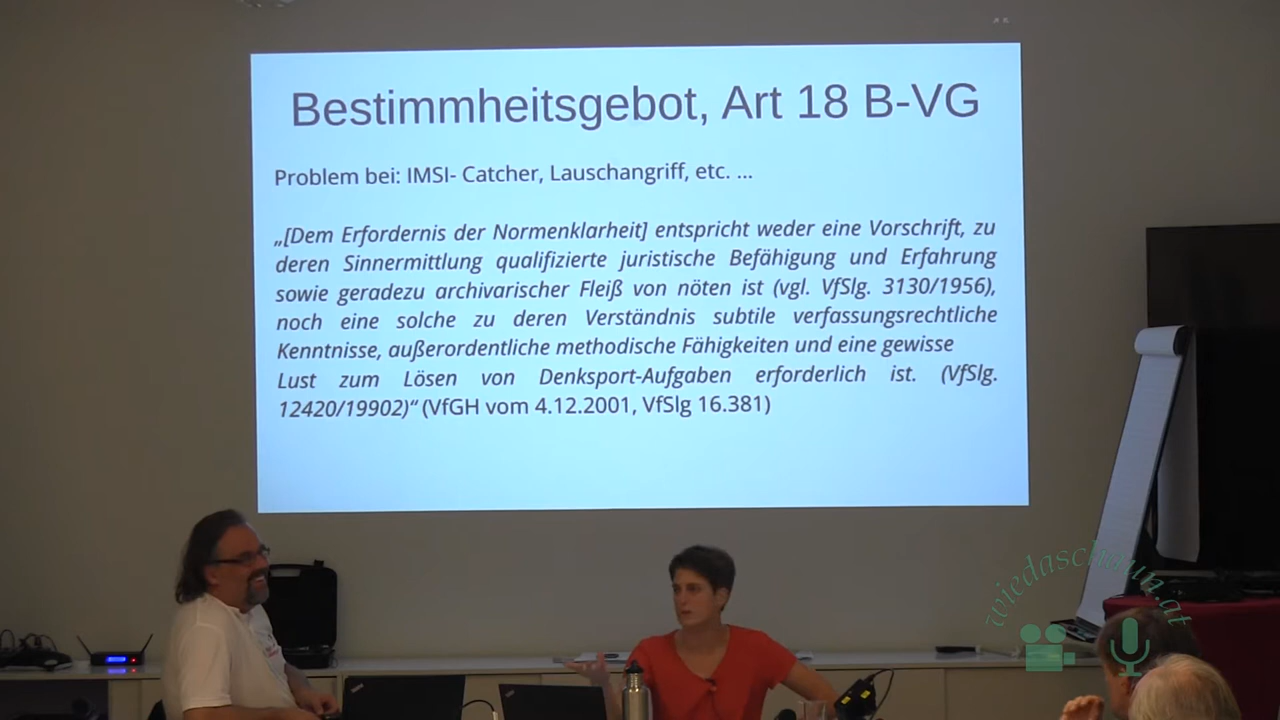 Bestimmheitsgebot, Art 18 B-VG
Problem bei: IMSI- Catcher, Lauschangriff, etc. ...
„[Dem Erfordernis der Normenklarheit] entspricht weder eine Vorschrift, zu
deren Sinnermittlung qualifizierte juristische Befähigung und Erfahrung
sowie geradezu archivarischer Fleiß von nöten ist (vgl. VfSlg. 3130/1956),
noch eine solche zu deren Verständnis subtile verfassungsrechtliche
Kenntnisse, außerordentliche methodische Fähigkeiten und eine gewisse
Lust zum Lösen von Denksport-Aufgaben erforderlich ist. (VfSlg.
12420/19902)“ (VfGH vom 4.12.2001, VfSlg 16.381)
wiedaschaun.at